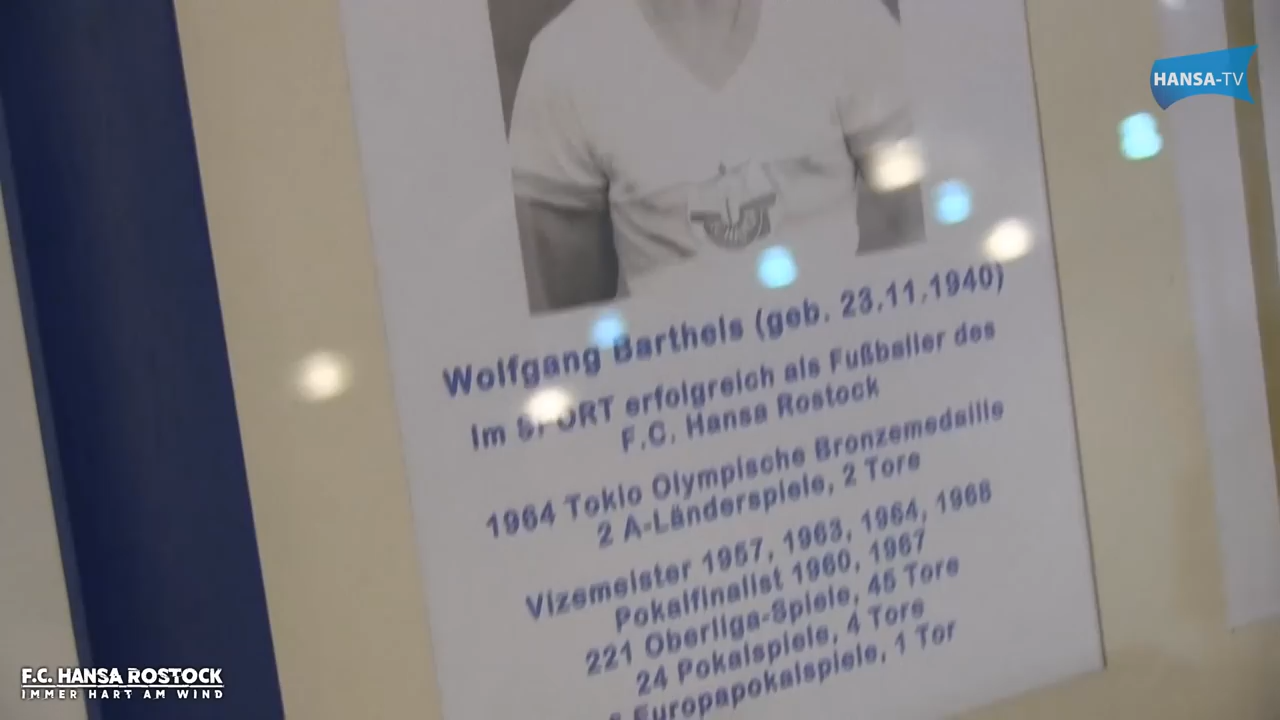 HANSA-TV
Wolfgang Barthels (geb. 23.11.1940)
Im SPORT erfolgreich als Fußballer des
F.C. Hansa Rostock
1964 Tokio Olympische Bronzemedaille
2 A-Länderspiele, 2 Tore
Vizemeister 1957, 1963, 1964, 1968
Pokalfinalist 1960, 1967
221 Oberliga-Spiele, 45 Tore
24 Pokalspiele, 4 Tore
Europapokalspiele, 1 Tor
F.C. HANSA ROSTOCK
IMMER HART AM WIND